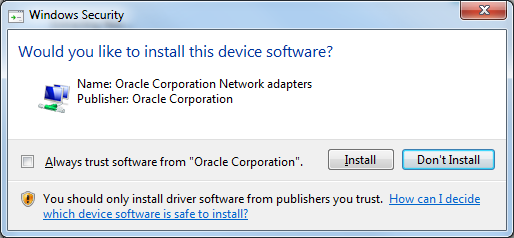 Windows Security
Would you like to install this device software?
Name: Oracle Corporation Network adapters
Publisher: Oracle Corporation
Always trust software from "Oracle Corporation".
Install
Don't Install
You should only install driver software from publishers you trust. How can I decide
which device software is safe to install?